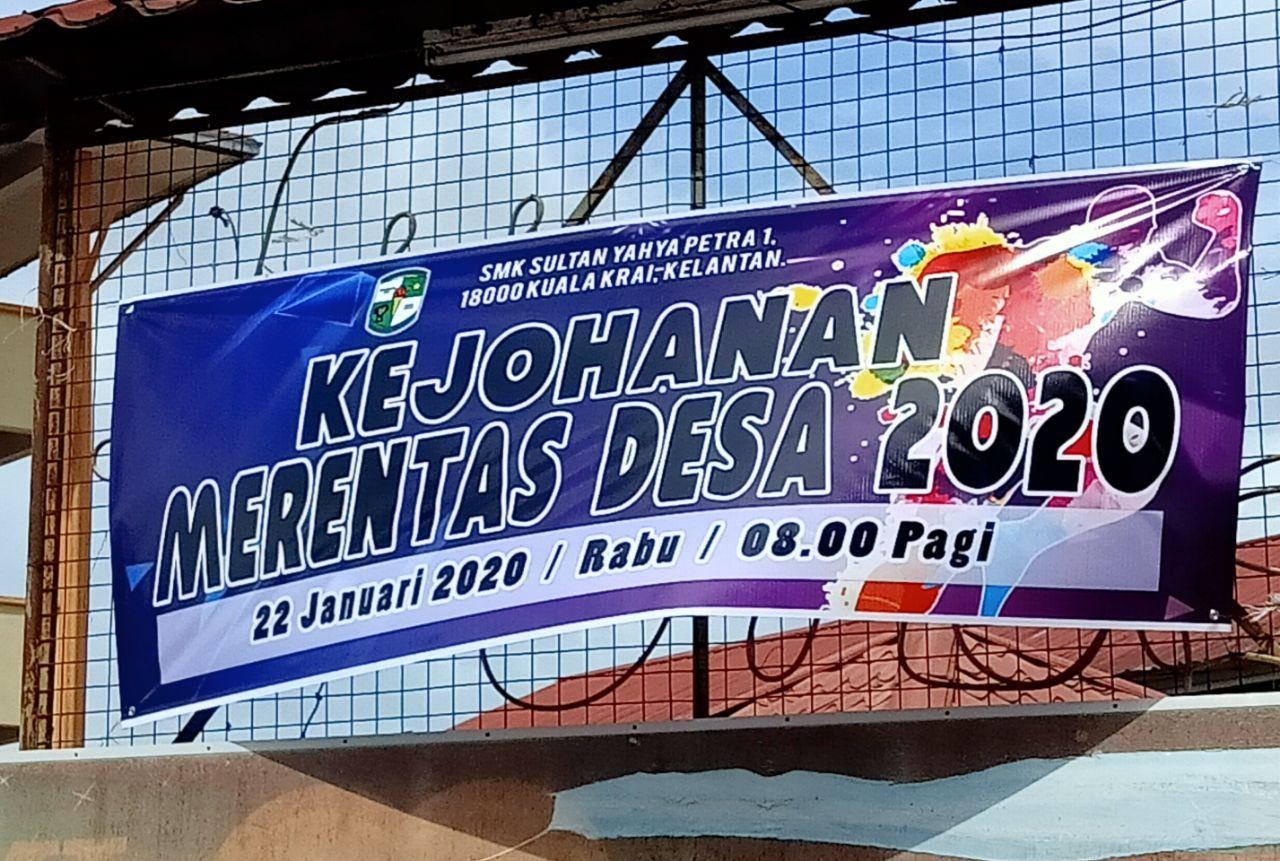 SMK SULTAN YAHYA PETRA 1,
18000 KUALA KRAI, KELANTAN.
KEJOHANAN
MERENTAS DESA 2020
22 Januari 2020 / Rabu / 08.00 Pagi